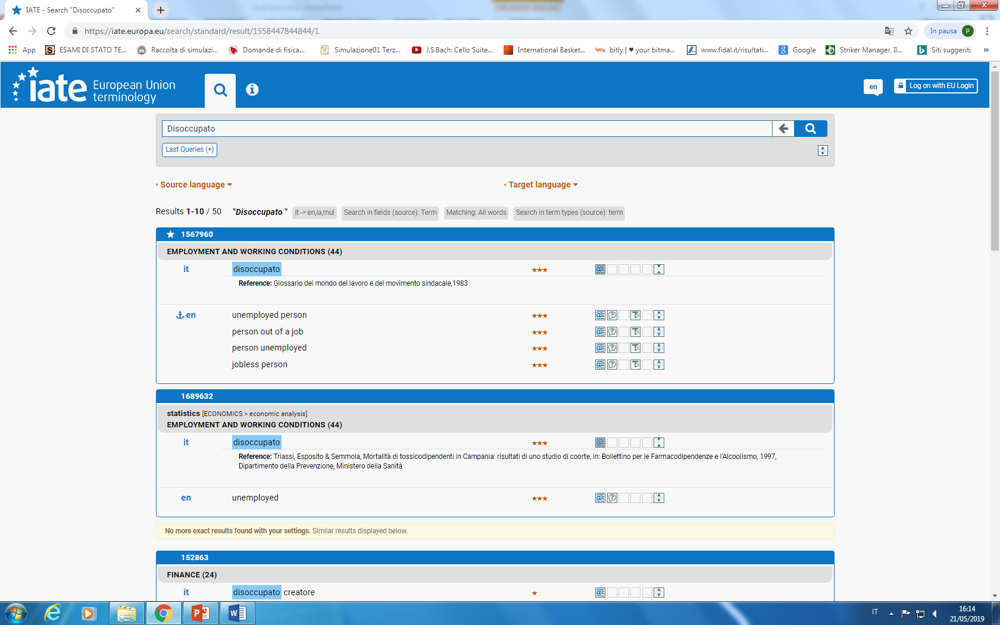 IATE - Search "Disoccupato"
https://iate.europa.eu/search/standard/result/1558447844844/1
In pausa p
App ESAMI DI STATO TE... Raccolta di simulazi... Domande di fisica... Simulazione01 Terz... J.S.Bach: Cello Suite... International Basket... bitly bitly | ♥ your bitma... www.fidal.it/risultati... Google Striker Manager. Il... Siti suggeriti »
iate European Union terminology
en
Log on with EU Login
Disoccupato
Last Queries (+)
* Source language
* Target language
Results 1-10 / 50 "Disoccupato " it -> en,la,mul Search in fields (source): Term Matching: All words Search in term types (source): term
1567960
EMPLOYMENT AND WORKING CONDITIONS (44)
it disoccupato ★★★
Reference: Glossario del mondo del lavoro e del movimento sindacale,1983
en unemployed person ★★★
person out of a job ★★★
person unemployed ★★★
jobless person ★★★
1689632
statistics [ECONOMICS > economic analysis]
EMPLOYMENT AND WORKING CONDITIONS (44)
it disoccupato ★★★
Reference: Triassi, Esposito & Semmola, Mortalità di tossicodipendenti in Campania: risultati di uno studio di coorte, in: Bollettino per le Farmacodipendenze e l'Alcoolismo, 1997,
Dipartimento della Prevenzione, Ministero della Sanità
en unemployed ★★★
No more exact results found with your settings. Similar results displayed below.
152863
FINANCE (24)
it disoccupato creatore ★
IT
16:14
21/05/2019